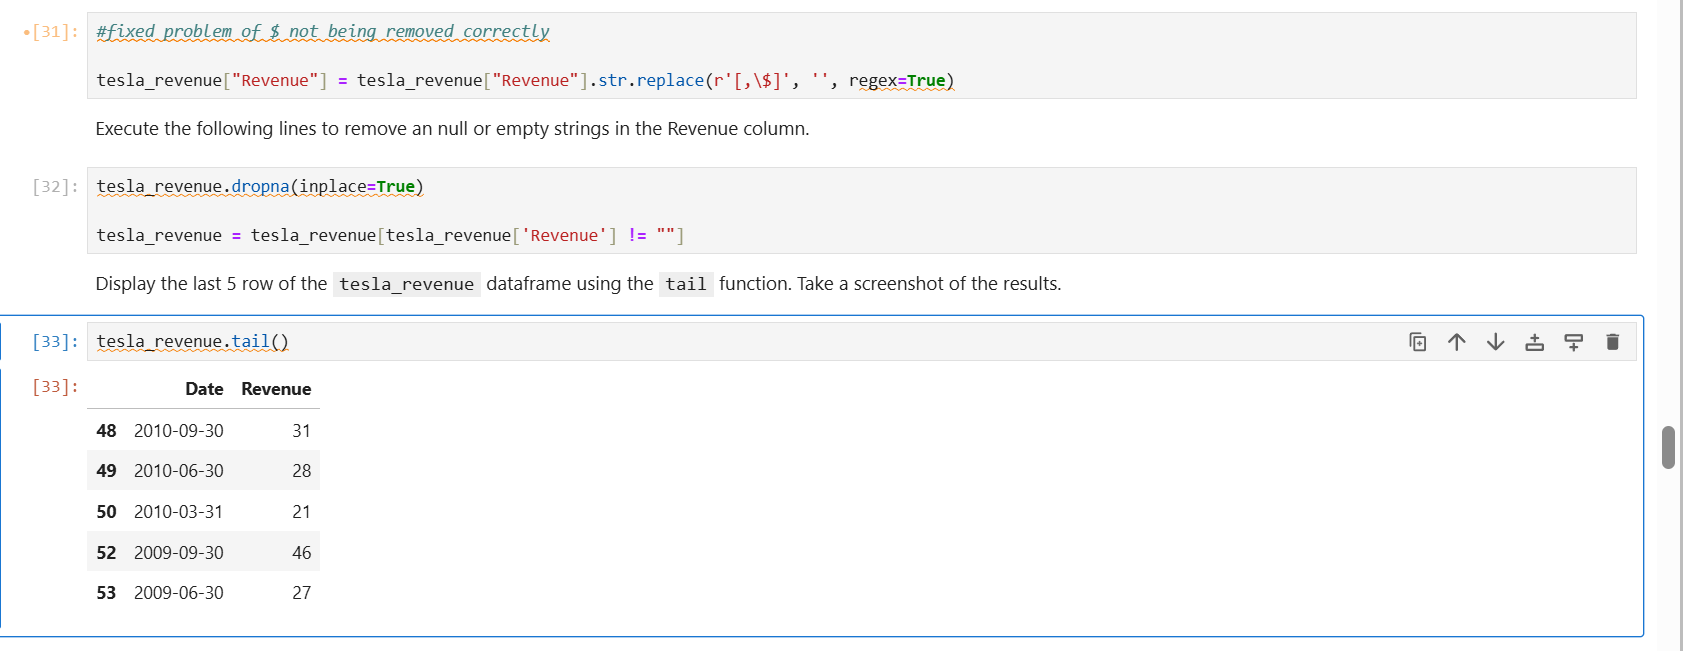 [31]: #fixed problem of $ not being removed correctly
tesla_revenue["Revenue"] = tesla_revenue["Revenue"].str.replace(r'[,\$]', '', regex=True)
Execute the following lines to remove an null or empty strings in the Revenue column.
[32]: tesla_revenue.dropna(inplace=True)
tesla_revenue = tesla_revenue[tesla_revenue['Revenue'] != ""]
Display the last 5 row of the tesla_revenue dataframe using the tail function. Take a screenshot of the results.
[33]: tesla_revenue.tail()
[33]: Date Revenue
48 2010-09-30 31
49 2010-06-30 28
50 2010-03-31 21
52 2009-09-30 46
53 2009-06-30 27